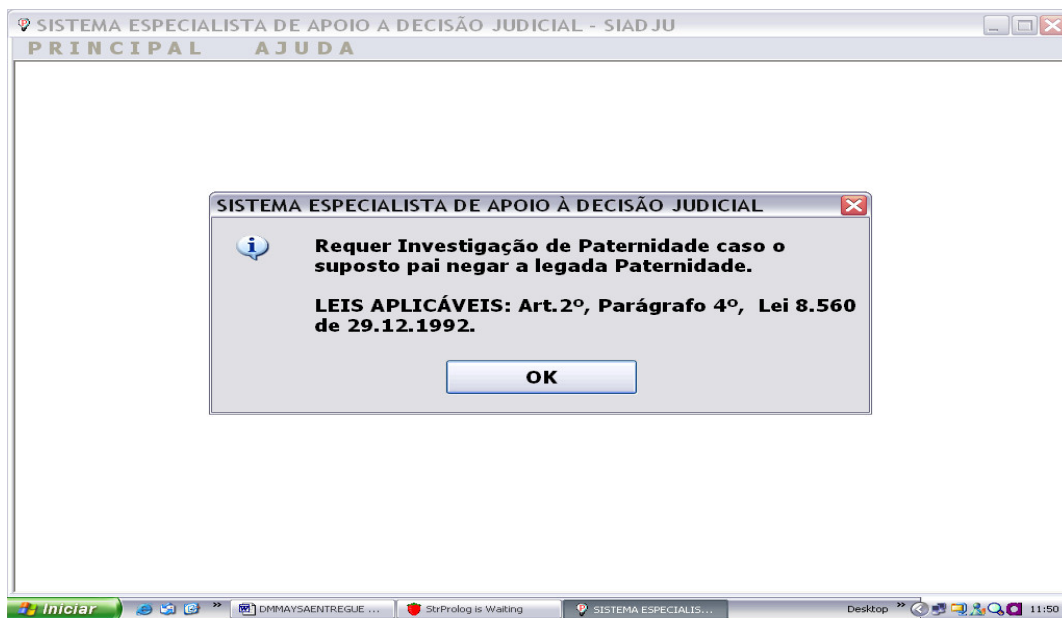 SISTEMA ESPECIALISTA DE APOIO A DECISÃO JUDICIAL - SIADJU
PRINCIPAL AJUDA
SISTEMA ESPECIALISTA DE APOIO À DECISÃO JUDICIAL
Requer Investigação de Paternidade caso o
suposto pai negar a legada Paternidade.
LEIS APLICÁVEIS: Art.2º, Parágrafo 4º, Lei 8.560
de 29.12.1992.
OK
Iniciar » DMMAYSAENTREGUE ... StrProlog is Waiting SISTEMA ESPECIALIS... Desktop » 11:50